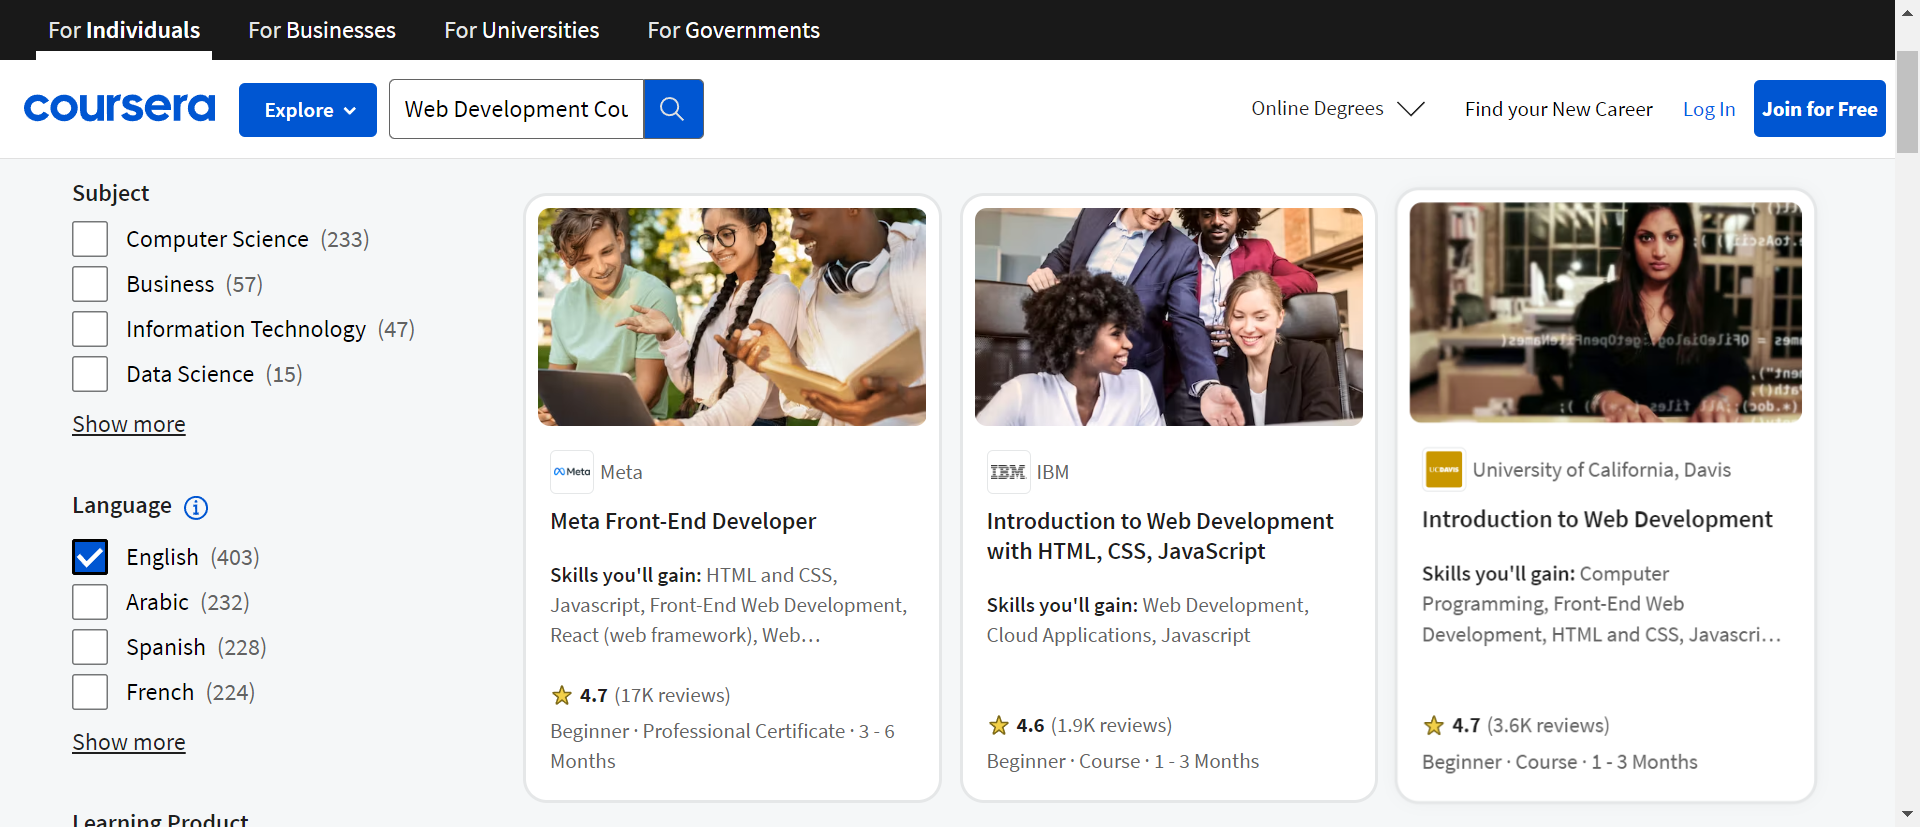 For Individuals For Businesses For Universities For Governments
coursera Explore Web Development Cou Online Degrees Find your New Career Log In Join for Free
Subject
Computer Science (233)
Business (57)
Information Technology (47)
Data Science (15)
Show more
Language
English (403)
Arabic (232)
Spanish (228)
French (224)
Show more
Learning Product
Meta Meta
Meta Front-End Developer
Skills you'll gain: HTML and CSS,
Javascript, Front-End Web Development,
React (web framework), Web...
4.7 (17K reviews)
Beginner · Professional Certificate · 3 - 6
Months
IBM IBM
Introduction to Web Development
with HTML, CSS, JavaScript
Skills you'll gain: Web Development,
Cloud Applications, Javascript
4.6 (1.9K reviews)
Beginner · Course · 1 - 3 Months
UCDAVIS University of California, Davis
Introduction to Web Development
Skills you'll gain: Computer
Programming, Front-End Web
Development, HTML and CSS, Javascri...
4.7 (3.6K reviews)
Beginner · Course · 1 - 3 Months